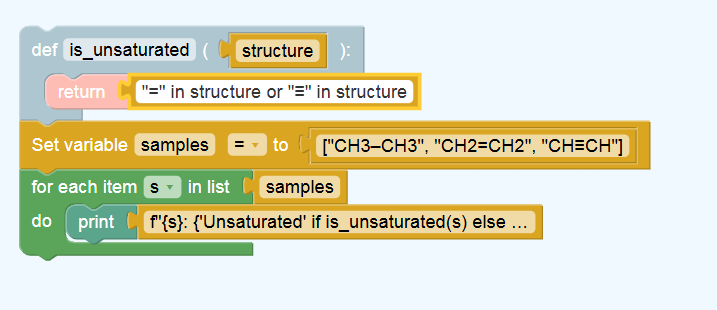 def is_unsaturated ( structure ):
return "=" in structure or "≡" in structure
Set variable samples = to ["CH3–CH3", "CH2=CH2", "CH≡CH"]
for each item s in list samples
do print f"{s}: {'Unsaturated' if is_unsaturated(s) else ...